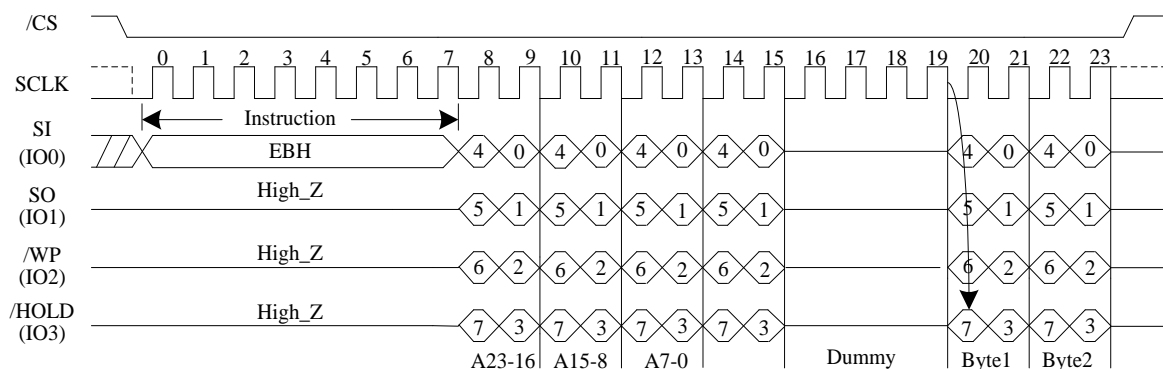 /CS
0 1 2 3 4 5 6 7 8 9 10 11 12 13 14 15 16 17 18 19 20 21 22 23
SCLK
Instruction
SI
(IO0)
EBH
4 0 4 0 4 0 4 0 4 0 4 0
High_Z
SO
(IO1)
5 1 5 1 5 1 5 1 5 1 5 1
High_Z
/WP
(IO2)
6 2 6 2 6 2 6 2 6 2 6 2
High_Z
/HOLD
(IO3)
7 3 7 3 7 3 7 3 7 3 7 3
A23-16 A15-8 A7-0 Dummy Byte1 Byte2